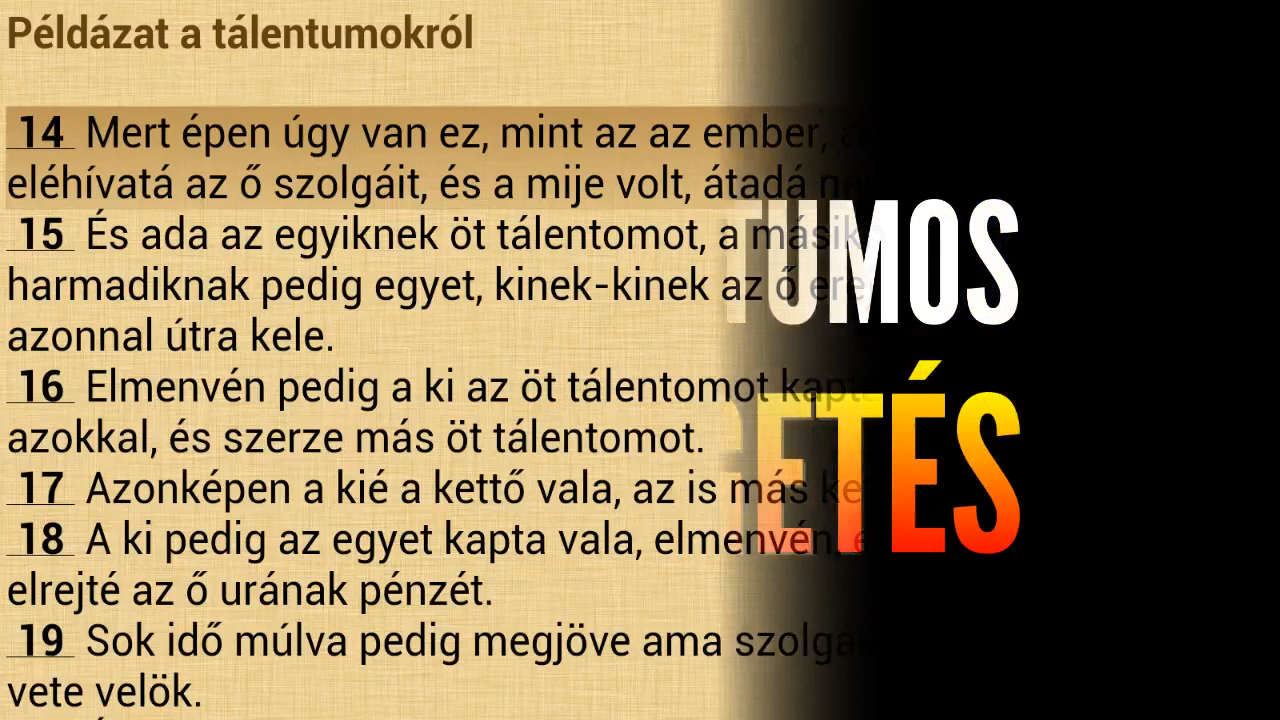 Példázat a tálentumokról
14 Mert épen úgy van ez, mint az az ember,
eléhívatá az ő szolgáit, és a mije volt, átadá
15 És ada az egyiknek öt tálentomot, a
harmadiknak pedig egyet, kinek-kinek az ő
azonnal útra kele.
16 Elmenvén pedig a ki az öt tálentomot
azokkal, és szerze más öt tálentomot.
17 Azonképen a kié a kettő vala, az is más
18 A ki pedig az egyet kapta vala, elmenvén,
elrejté az ő urának pénzét.
19 Sok idő múlva pedig megjöve ama
vete velök.
TUMOS
GETÉS